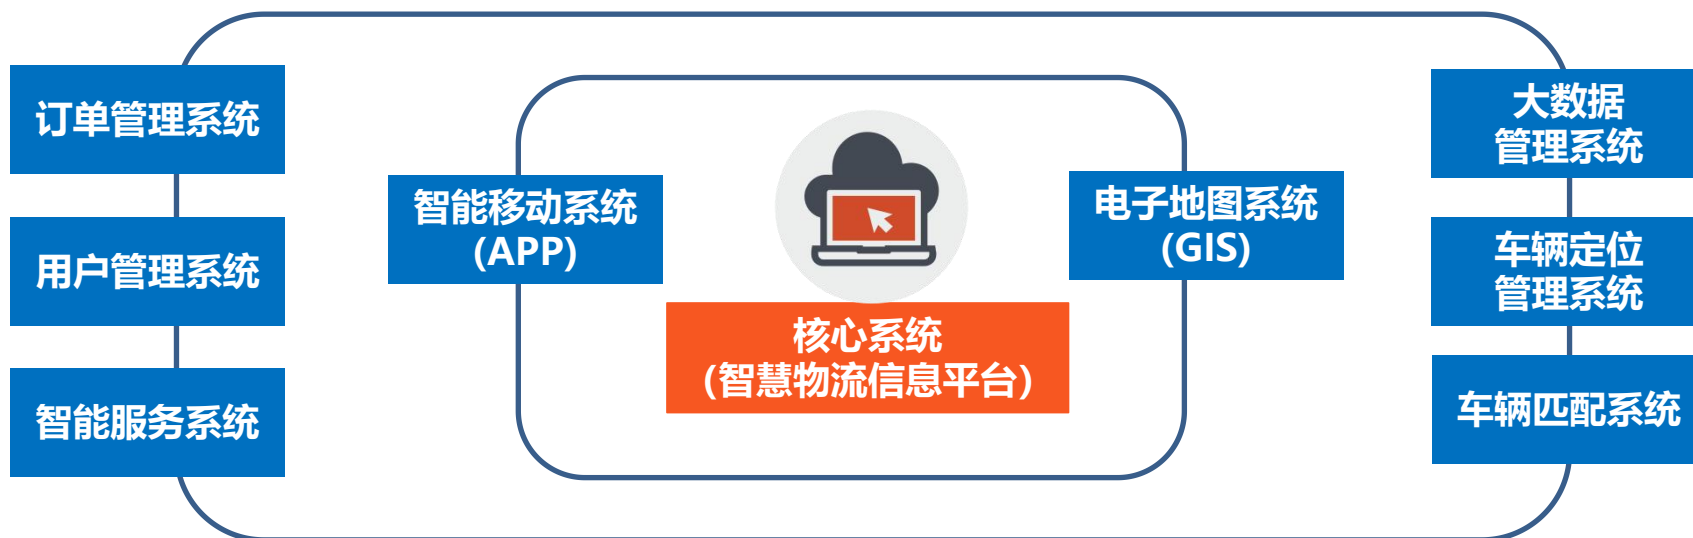 订单管理系统
用户管理系统
智能服务系统
智能移动系统
(APP)
核心系统
(智慧物流信息平台)
电子地图系统
(GIS)
大数据
管理系统
车辆定位
管理系统
车辆匹配系统